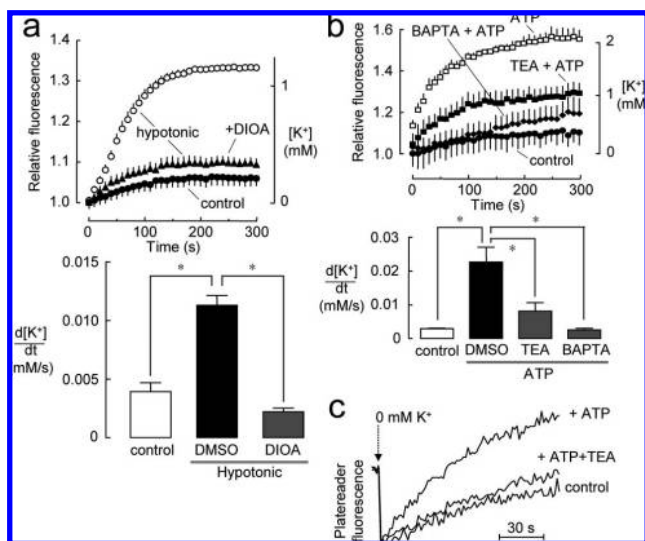 a
Relative fluorescence
1.4
1.3
1.2
1.1
1.0
hypotonic
+DIOA
control
1
0
[K⁺]
(mM)
0 100 200 300
Time (s)
0.015
0.010
0.005
0
d[K⁺]
dt
mM/s)
* *
control DMSO DIOA
Hypotonic
b
Relative fluorescence
1.6
1.4
1.2
1.0
BAPTA + ATP
ATP
TEA + ATP
control
2
1
0
[K⁺]
(mM)
0 100 200 300
Time (s)
0.03
0.02
0.01
0
d[K⁺]
dt
(mM/s)
* *
*
control DMSO TEA BAPTA
ATP
c
0 mM K⁺
Platereader
fluorescence
+ ATP
+ ATP+TEA
control
30 s